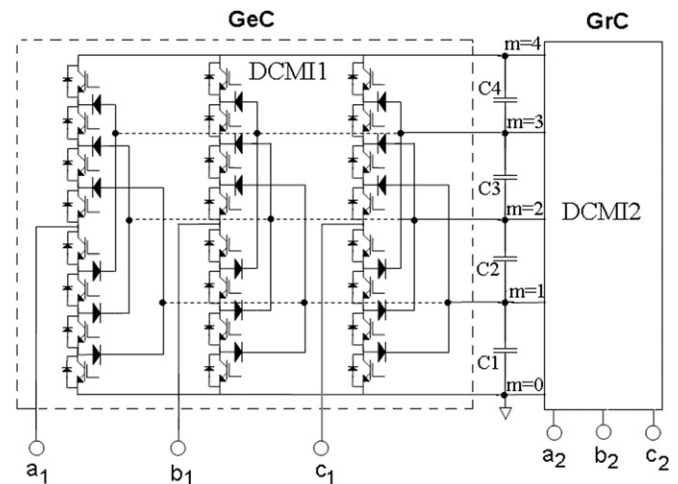 GeC
GrC
DCMI1
m=4
C4
m=3
C3
m=2
DCMI2
C2
m=1
C1
m=0
a1
b1
c1
a2
b2
c2